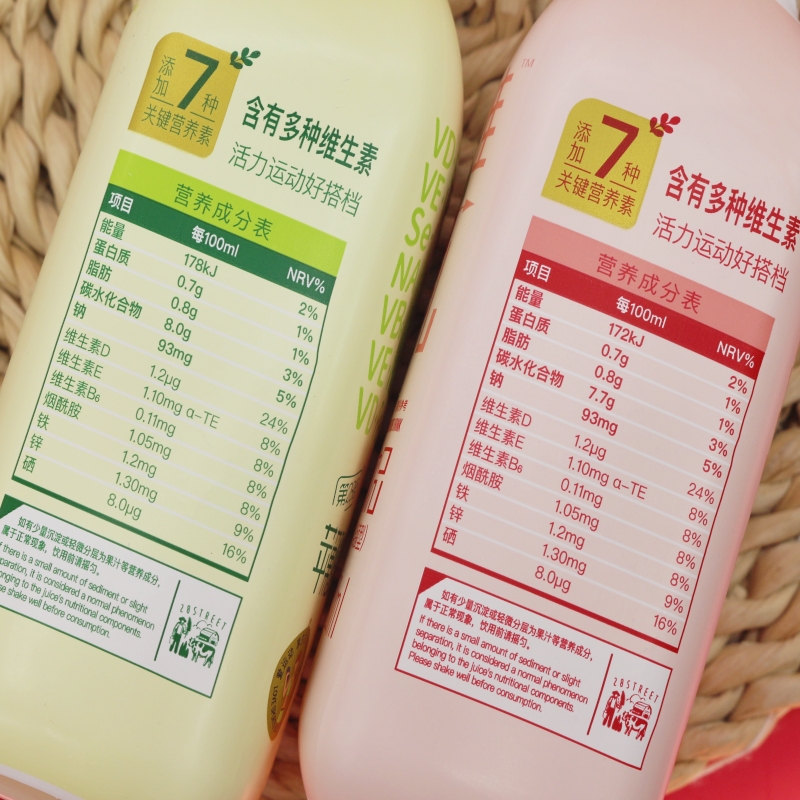 添加
7
种
关键营养素
含有多种维生素
活力运动好搭档
营养成分表
项目 每100ml NRV%
能量 178kJ 2%
蛋白质 0.7g 1%
脂肪 0.8g 1%
碳水化合物 8.0g 3%
钠 93mg 5%
维生素D 1.2μg 24%
维生素E 1.10mg α-TE 8%
维生素B₆ 0.11mg 8%
烟酰胺 1.05mg 8%
铁 1.2mg 8%
锌 1.30mg 9%
硒 8.0μg 16%
如有少量沉淀或轻微分层为果汁等营养成分，
属于正常现象，饮用前请摇匀。
If there is a small amount of sediment or slight
separation, it is considered a normal phenomenon
belonging to the juice's nutritional components.
Please shake well before consumption.
28STREET
TM
添加
7
种
关键营养素
含有多种维生素
活力运动好搭档
营养成分表
项目 每100ml NRV%
能量 172kJ 2%
蛋白质 0.7g 1%
脂肪 0.8g 1%
碳水化合物 7.7g 3%
钠 93mg 5%
维生素D 1.2μg 24%
维生素E 1.10mg α-TE 8%
维生素B₆ 0.11mg 8%
烟酰胺 1.05mg 8%
铁 1.2mg 8%
锌 1.30mg 9%
硒 8.0μg 16%
如有少量沉淀或轻微分层为果汁等营养成分，
属于正常现象，饮用前请摇匀。
If there is a small amount of sediment or slight
separation, it is considered a normal phenomenon
belonging to the juice's nutritional components.
Please shake well before consumption.
28STREET